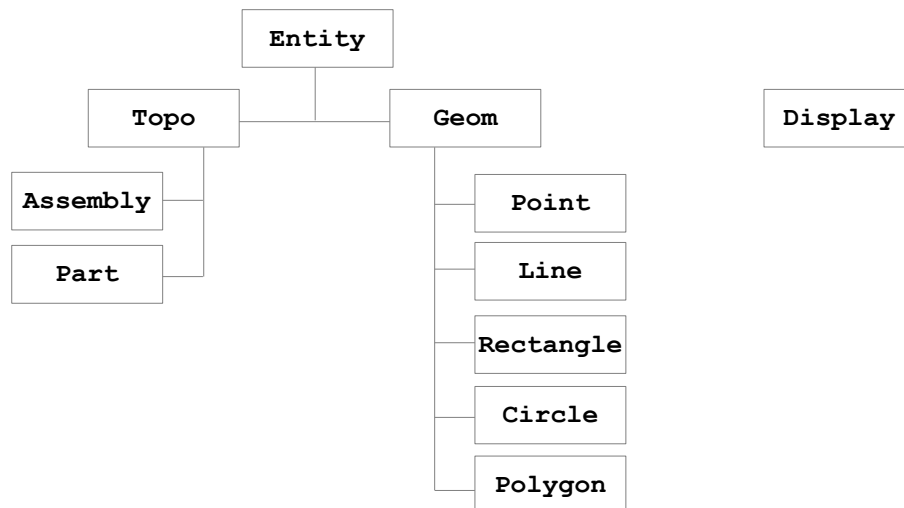 Entity
Topo
Geom
Display
Assembly
Part
Point
Line
Rectangle
Circle
Polygon